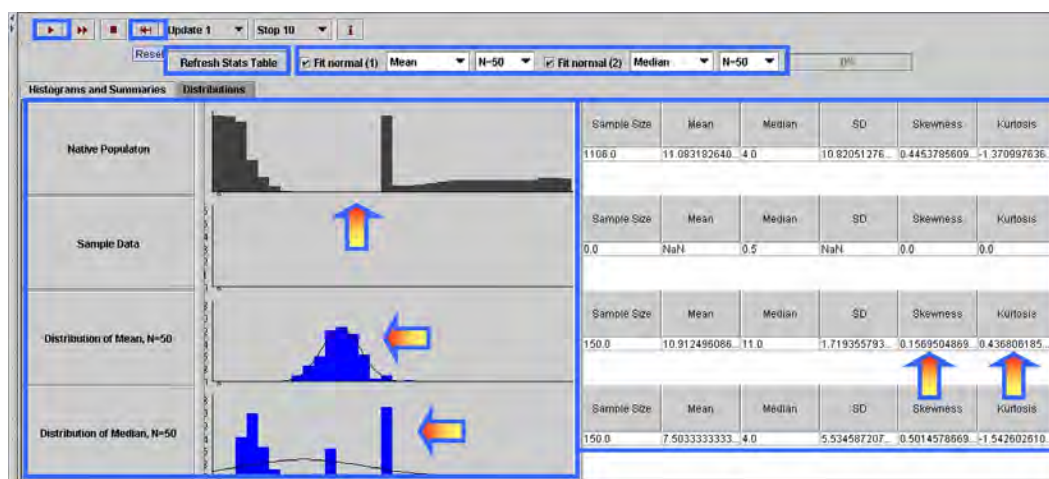 Update 1 Stop 10 i
Reset
Refresh Stats Table Fit normal (1) Mean N=50 Fit normal (2) Median N=50 0%
Histograms and Summaries Distributions
Native Populaton
Sample Size Mean Median SD Skewness Kurtosis
1106.0 11.083192640... 4.0 10.82051276... 0.4453785609... -1.370997636...
Sample Data
Sample Size Mean Median SD Skewness Kurtosis
0.0 NaN 0.5 NaN 0.0 0.0
Distribution of Mean, N=50
Sample Size Mean Median SD Skewness Kurtosis
150.0 10.912496086... 11.0 1.719355793... 0.1569504869... 0.436806185...
Distribution of Median, N=50
Sample Size Mean Median SD Skewness Kurtosis
150.0 7.5033333333... 4.0 5.534587207... 0.5014578669... -1.542602610...